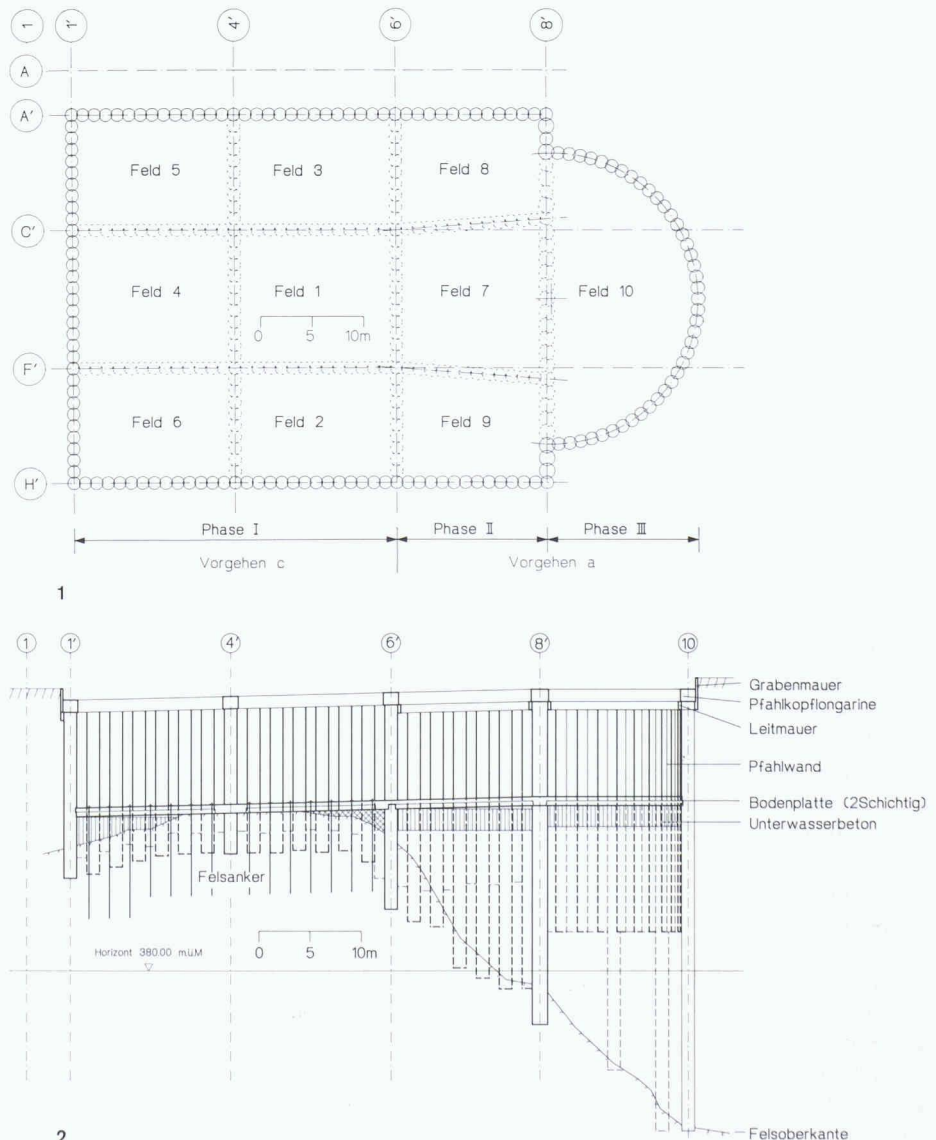 1 1' 4' 6' 8'
A
A'
Feld 5 Feld 3 Feld 8
C'
Feld 4 Feld 1 Feld 7 Feld 10
0 5 10m
F'
Feld 6 Feld 2 Feld 9
H'
Phase I Phase II Phase III
Vorgehen c Vorgehen a
1
1 1' 4' 6' 8' 10
Grabenmauer
Pfahlkopflongarine
Leitmauer
Pfahlwand
Bodenplatte (2Schichtig)
Unterwasserbeton
Felsanker
Horizont 380.00 m.ü.M 0 5 10m
Felsoberkante
2